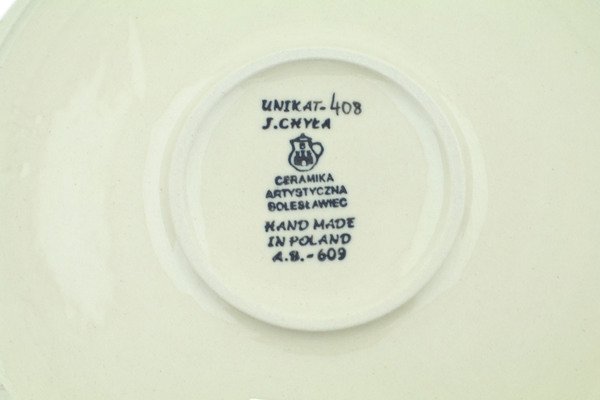 UNIKAT-408
J.CHYŁA
B
CERAMIKA
ARTYSTYCZNA
BOLESŁAWIEC
HAND MADE
IN POLAND
A.B.-609